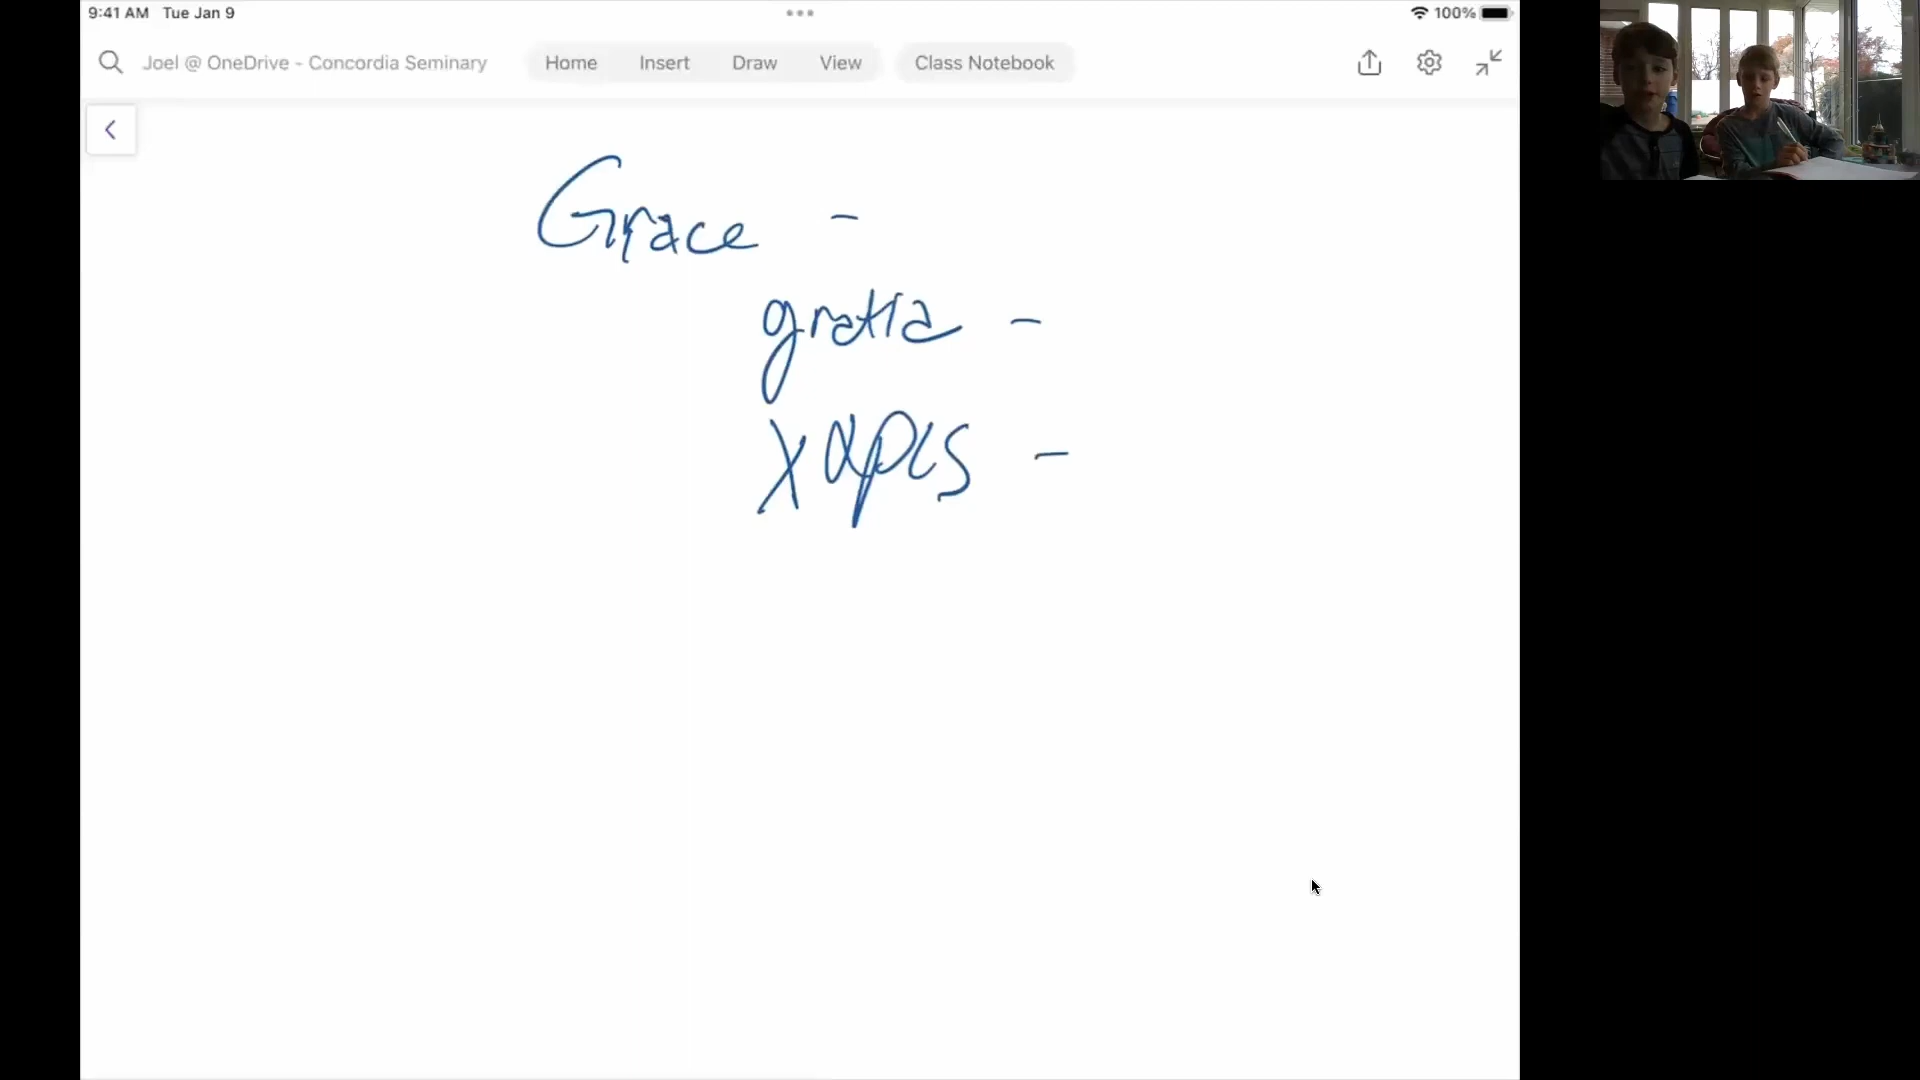 9:41 AM Tue Jan 9
100%
Joel @ OneDrive - Concordia Seminary Home Insert Draw View Class Notebook
Grace -
gratia -
χαρις -